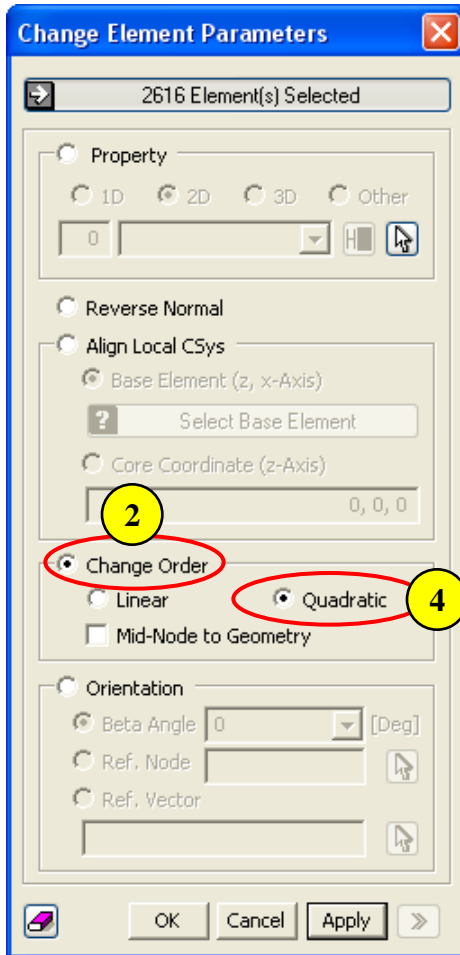 Change Element Parameters
2616 Element(s) Selected
Property
1D 2D 3D Other
0 H
Reverse Normal
Align Local CSys
Base Element (z, x-Axis)
? Select Base Element
Core Coordinate (z-Axis)
0, 0, 0
2
Change Order
Linear Quadratic 4
Mid-Node to Geometry
Orientation
Beta Angle 0 [Deg]
Ref. Node
Ref. Vector
OK Cancel Apply >>